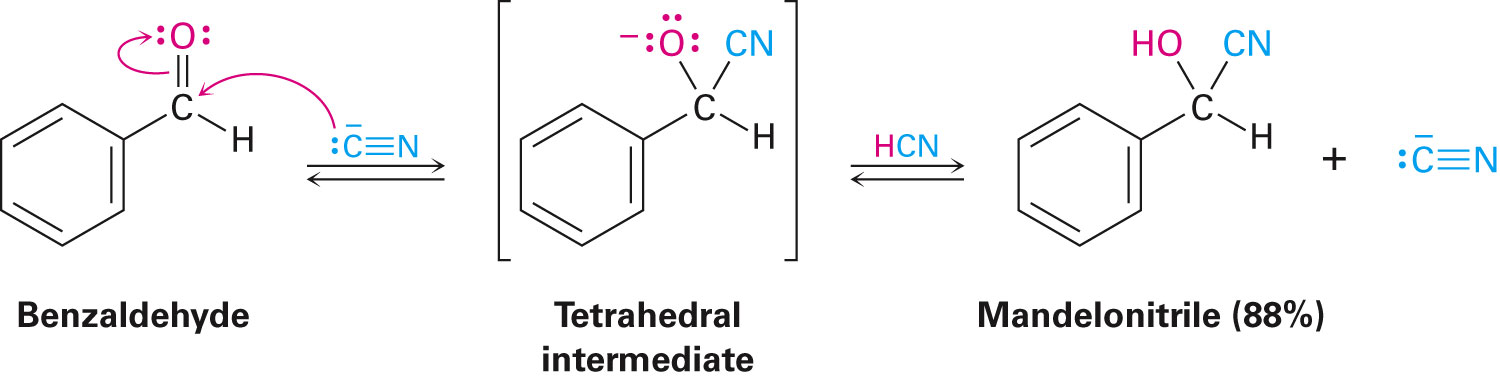 :O:
C
H
:C̄≡N
– :Ö: CN
C
H
HCN
HO CN
C
H
+ :C̄≡N
Benzaldehyde
Tetrahedral
intermediate
Mandelonitrile (88%)